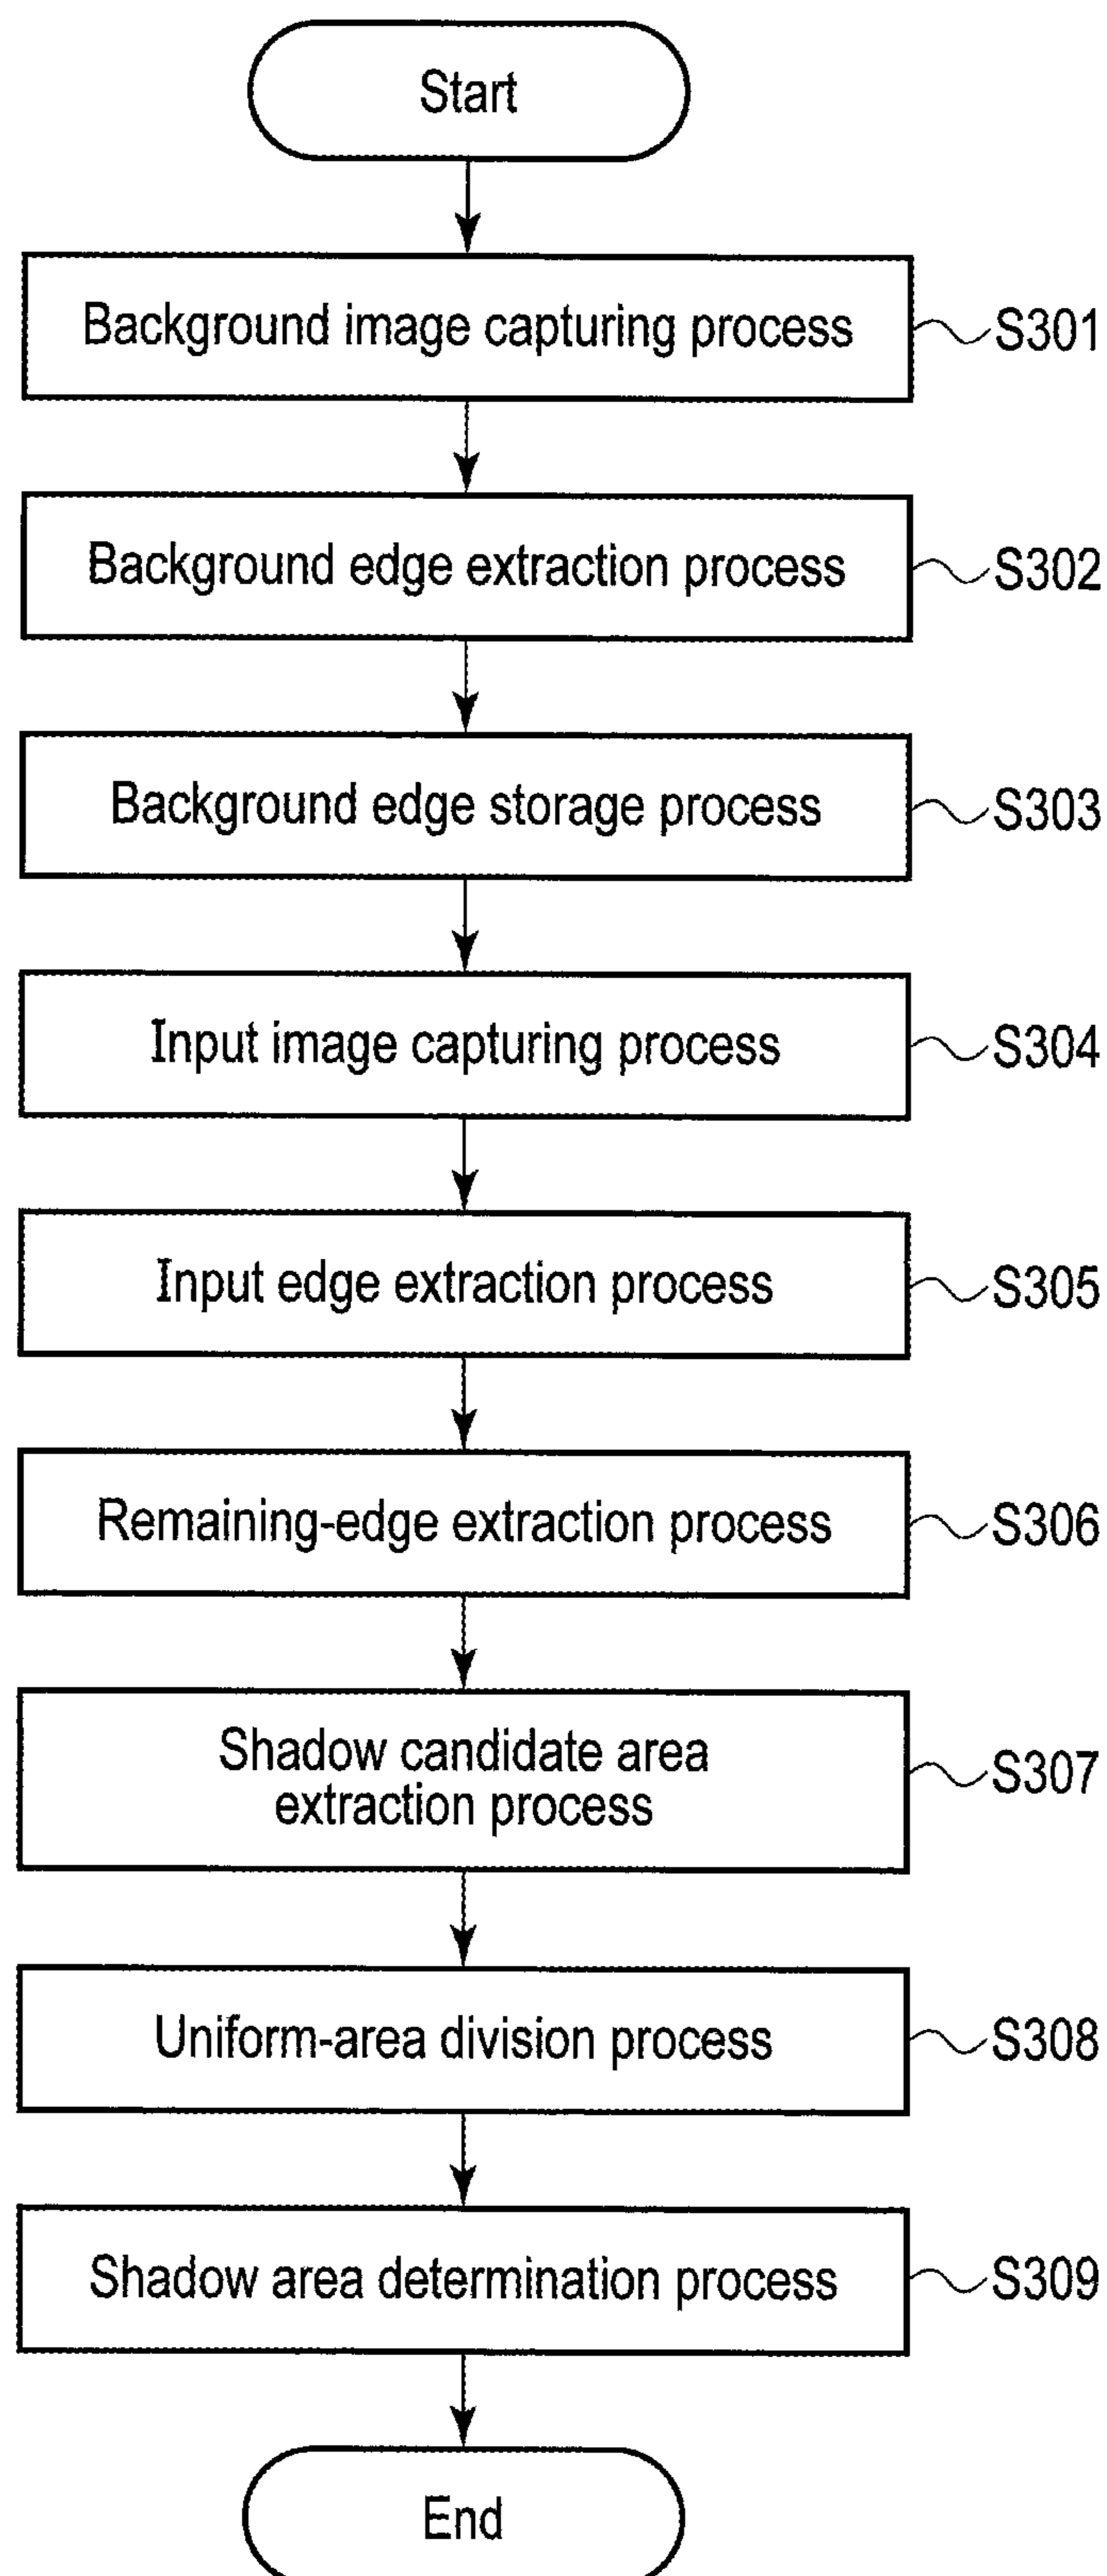 Start
Background image capturing process
S301
Background edge extraction process
S302
Background edge storage process
S303
Input image capturing process
S304
Input edge extraction process
S305
Remaining-edge extraction process
S306
Shadow candidate area
extraction process
S307
Uniform-area division process
S308
Shadow area determination process
S309
End